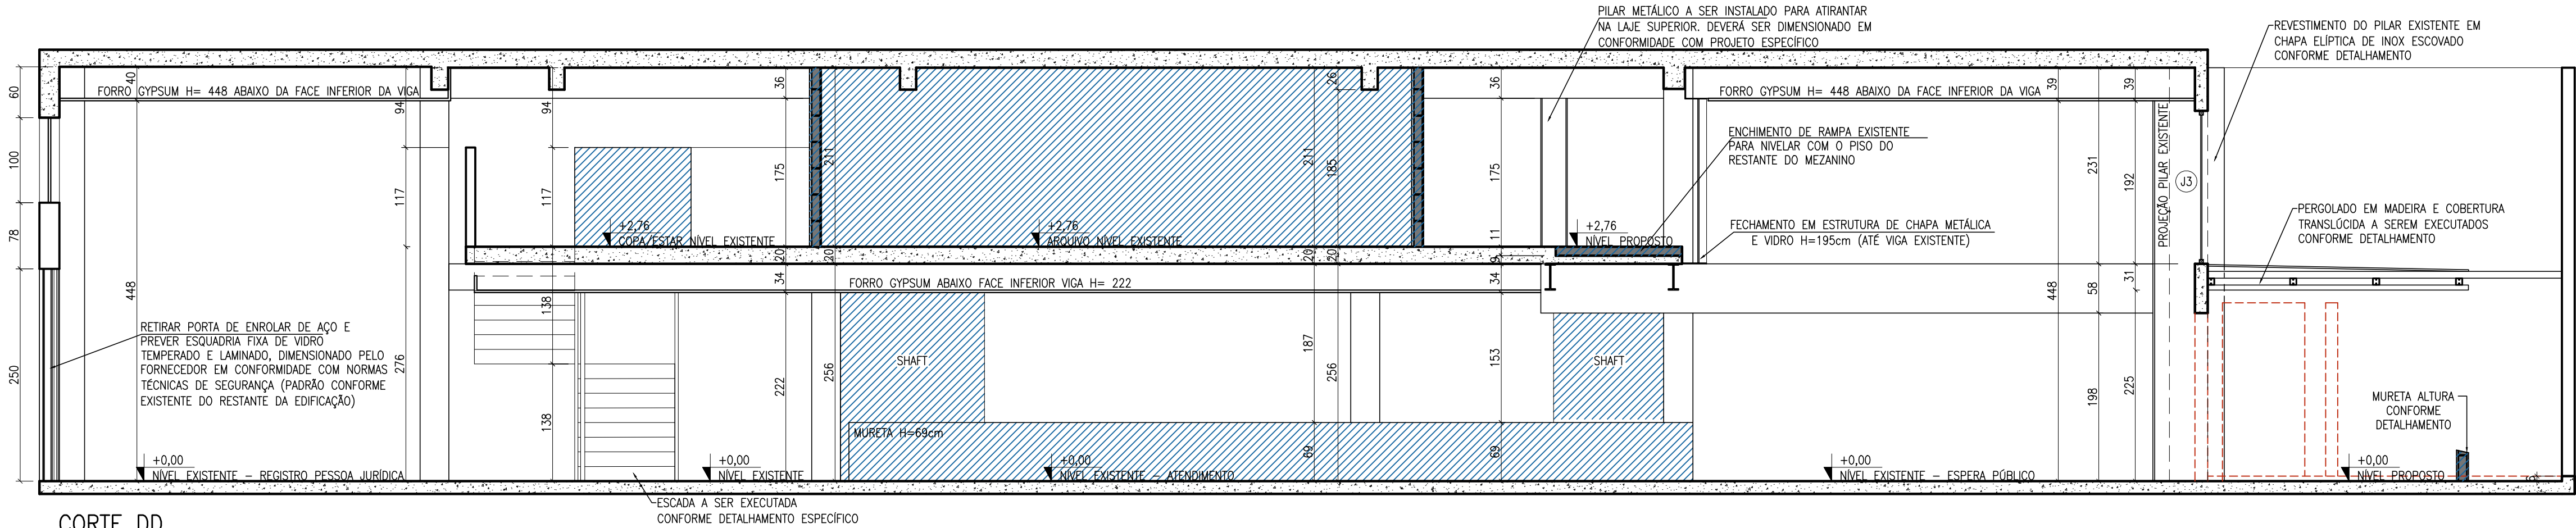 PILAR METÁLICO A SER INSTALADO PARA ATIRANTAR
NA LAJE SUPERIOR. DEVERÁ SER DIMENSIONADO EM
CONFORMIDADE COM PROJETO ESPECÍFICO
REVESTIMENTO DO PILAR EXISTENTE EM
CHAPA ELÍPTICA DE INOX ESCOVADO
CONFORME DETALHAMENTO
60
100
78
250
40
FORRO GYPSUM H= 448 ABAIXO DA FACE INFERIOR DA VIGA
448
94
117
276
94
117
138
138
36
175
20
34
222
211
20
256
+2,76
COPA/ESTAR NÍVEL EXISTENTE
+2,76
ARQUIVO NÍVEL EXISTENTE
211
20
187
69
26
185
20
256
36
175
11
9
34
153
69
+2,76
NÍVEL PROPOSTO
FORRO GYPSUM H= 448 ABAIXO DA FACE INFERIOR DA VIGA
ENCHIMENTO DE RAMPA EXISTENTE
PARA NIVELAR COM O PISO DO
RESTANTE DO MEZANINO
FECHAMENTO EM ESTRUTURA DE CHAPA METÁLICA
E VIDRO H=195cm (ATÉ VIGA EXISTENTE)
39
448
231
58
198
39
192
31
225
PROJEÇÃO PILAR EXISTENTE
J3
PERGOLADO EM MADEIRA E COBERTURA
TRANSLÚCIDA A SEREM EXECUTADOS
CONFORME DETALHAMENTO
FORRO GYPSUM ABAIXO FACE INFERIOR VIGA H= 222
RETIRAR PORTA DE ENROLAR DE AÇO E
PREVER ESQUADRIA FIXA DE VIDRO
TEMPERADO E LAMINADO, DIMENSIONADO PELO
FORNECEDOR EM CONFORMIDADE COM NORMAS
TÉCNICAS DE SEGURANÇA (PADRÃO CONFORME
EXISTENTE DO RESTANTE DA EDIFICAÇÃO)
SHAFT
SHAFT
MURETA ALTURA
CONFORME
DETALHAMENTO
MURETA H=69cm
+0,00
NÍVEL EXISTENTE - REGISTRO PESSOA JURÍDICA
+0,00
NÍVEL EXISTENTE
+0,00
NÍVEL EXISTENTE - ATENDIMENTO
+0,00
NÍVEL EXISTENTE - ESPERA PÚBLICO
+0,00
NÍVEL PROPOSTO
ESCADA A SER EXECUTADA
CONFORME DETALHAMENTO ESPECÍFICO
CORTE DD